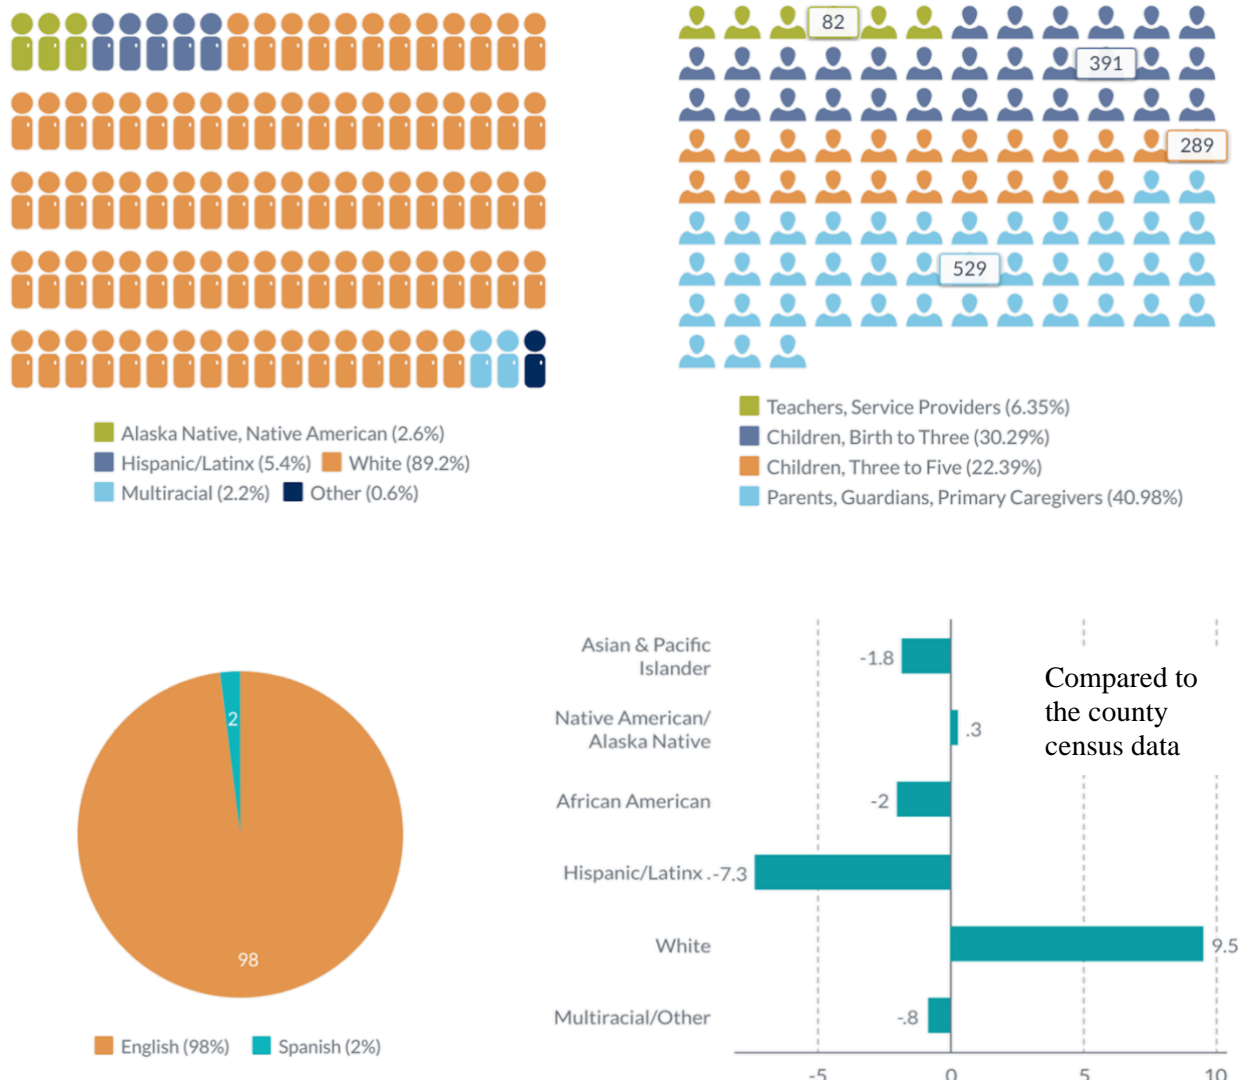 82
391
289
529
Alaska Native, Native American (2.6%)
Hispanic/Latinx (5.4%) White (89.2%)
Multiracial (2.2%) Other (0.6%)
Teachers, Service Providers (6.35%)
Children, Birth to Three (30.29%)
Children, Three to Five (22.39%)
Parents, Guardians, Primary Caregivers (40.98%)
2
98
English (98%) Spanish (2%)
Asian & Pacific
Islander
-1.8
Native American/
Alaska Native
.3
African American
-2
Hispanic/Latinx
-7.3
White
9.5
Multiracial/Other
-.8
Compared to
the county
census data
-5 0 5 10